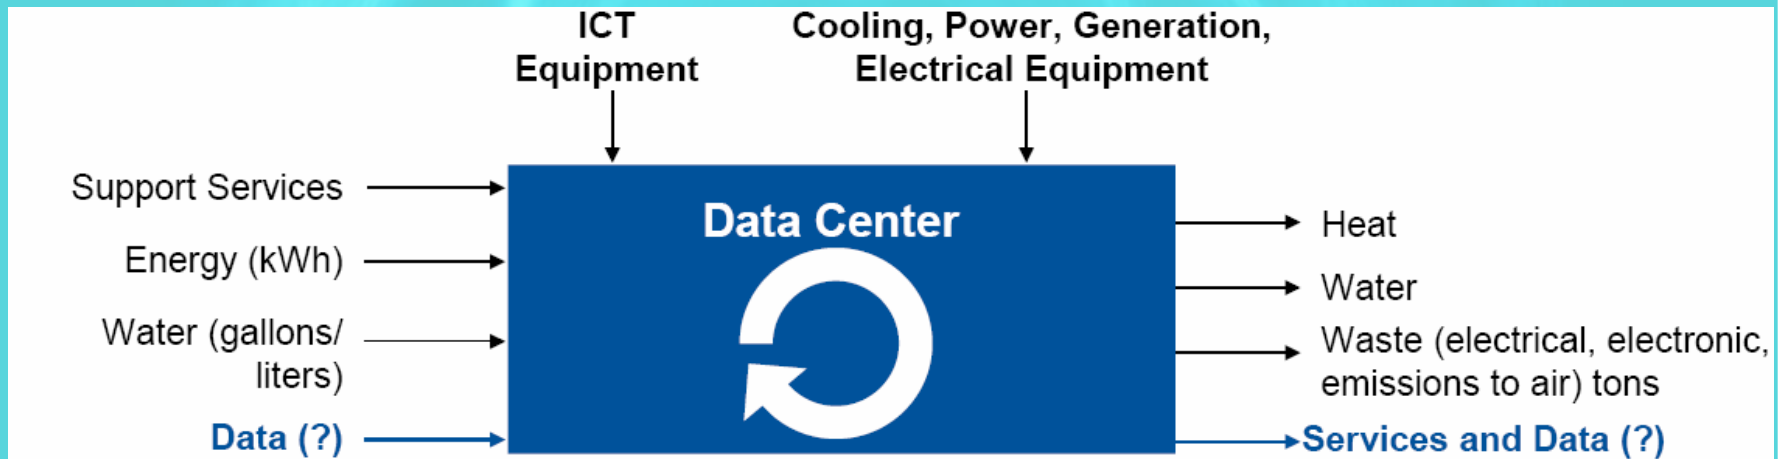 ICT
Equipment
Cooling, Power, Generation,
Electrical Equipment
Support Services
Energy (kWh)
Water (gallons/
liters)
Data (?)
Data Center
Heat
Water
Waste (electrical, electronic,
emissions to air) tons
Services and Data (?)